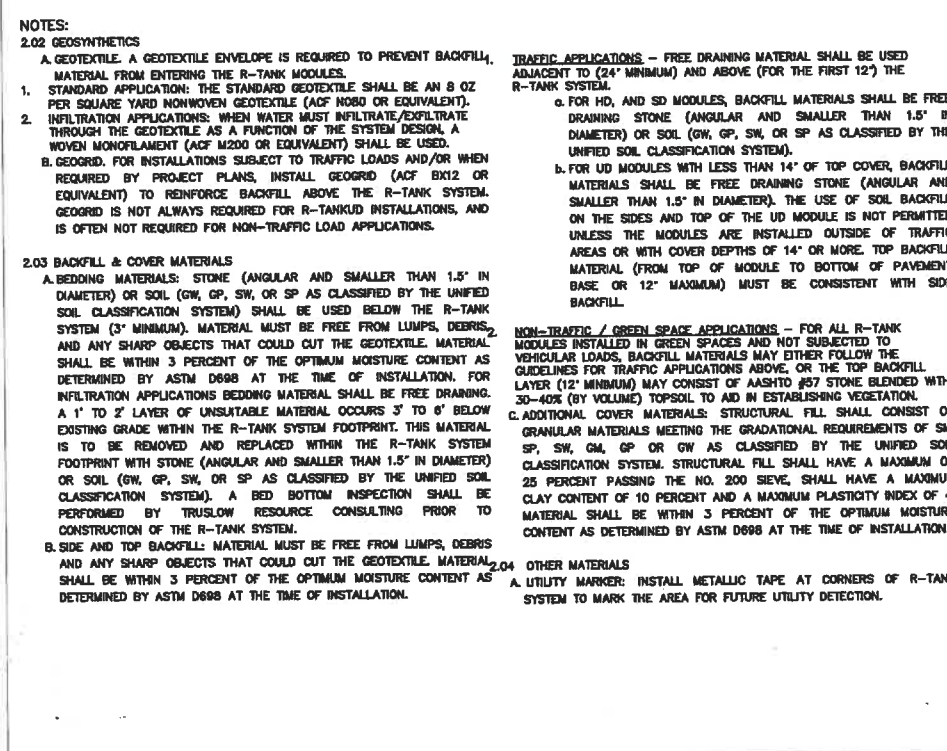 NOTES:
2.02 GEOSYNTHETICS
A. GEOTEXTILE. A GEOTEXTILE ENVELOPE IS REQUIRED TO PREVENT BACKFILL
MATERIAL FROM ENTERING THE R-TANK MODULES.
1. STANDARD APPLICATION: THE STANDARD GEOTEXTILE SHALL BE AN 8 OZ
PER SQUARE YARD NONWOVEN GEOTEXTILE (ACF N080 OR EQUIVALENT).
2. INFILTRATION APPLICATIONS: WHEN WATER MUST INFILTRATE/EXFILTRATE
THROUGH THE GEOTEXTILE AS A FUNCTION OF THE SYSTEM DESIGN, A
WOVEN MONOFILAMENT (ACF M200 OR EQUIVALENT) SHALL BE USED.
B. GEOGRID. FOR INSTALLATIONS SUBJECT TO TRAFFIC LOADS AND/OR WHEN
REQUIRED BY PROJECT PLANS, INSTALL GEOGRID (ACF BX12 OR
EQUIVALENT) TO REINFORCE BACKFILL ABOVE THE R-TANK SYSTEM.
GEOGRID IS NOT ALWAYS REQUIRED FOR R-TANKUD INSTALLATIONS, AND
IS OFTEN NOT REQUIRED FOR NON-TRAFFIC LOAD APPLICATIONS.
2.03 BACKFILL & COVER MATERIALS
A. BEDDING MATERIALS: STONE (ANGULAR AND SMALLER THAN 1.5" IN
DIAMETER) OR SOIL (GW, GP, SW, OR SP AS CLASSIFIED BY THE UNIFIED
SOIL CLASSIFICATION SYSTEM) SHALL BE USED BELOW THE R-TANK
SYSTEM (3" MINIMUM). MATERIAL MUST BE FREE FROM LUMPS, DEBRIS
AND ANY SHARP OBJECTS THAT COULD CUT THE GEOTEXTILE. MATERIAL
SHALL BE WITHIN 3 PERCENT OF THE OPTIMUM MOISTURE CONTENT AS
DETERMINED BY ASTM D698 AT THE TIME OF INSTALLATION. FOR
INFILTRATION APPLICATIONS BEDDING MATERIAL SHALL BE FREE DRAINING.
A 1' TO 2' LAYER OF UNSUITABLE MATERIAL OCCURS 3' TO 6' BELOW
EXISTING GRADE WITHIN THE R-TANK SYSTEM FOOTPRINT. THIS MATERIAL
IS TO BE REMOVED AND REPLACED WITHIN THE R-TANK SYSTEM
FOOTPRINT WITH STONE (ANGULAR AND SMALLER THAN 1.5" IN DIAMETER)
OR SOIL (GW, GP, SW, OR SP AS CLASSIFIED BY THE UNIFIED SOIL
CLASSIFICATION SYSTEM). A BED BOTTOM INSPECTION SHALL BE
PERFORMED BY TRUSLOW RESOURCE CONSULTING PRIOR TO
CONSTRUCTION OF THE R-TANK SYSTEM.
B. SIDE AND TOP BACKFILL: MATERIAL MUST BE FREE FROM LUMPS, DEBRIS
AND ANY SHARP OBJECTS THAT COULD CUT THE GEOTEXTILE. MATERIAL
SHALL BE WITHIN 3 PERCENT OF THE OPTIMUM MOISTURE CONTENT AS
DETERMINED BY ASTM D698 AT THE TIME OF INSTALLATION.
1. TRAFFIC APPLICATIONS - FREE DRAINING MATERIAL SHALL BE USED
ADJACENT TO (24" MINIMUM) AND ABOVE (FOR THE FIRST 12") THE
R-TANK SYSTEM.
a. FOR HD, AND SD MODULES, BACKFILL MATERIALS SHALL BE FREE
DRAINING STONE (ANGULAR AND SMALLER THAN 1.5" I
DIAMETER) OR SOIL (GW, GP, SW, OR SP AS CLASSIFIED BY THE
UNIFIED SOIL CLASSIFICATION SYSTEM).
b. FOR UD MODULES WITH LESS THAN 14" OF TOP COVER, BACKFIL
MATERIALS SHALL BE FREE DRAINING STONE (ANGULAR AND
SMALLER THAN 1.5" IN DIAMETER). THE USE OF SOIL BACKFILL
ON THE SIDES AND TOP OF THE UD MODULE IS NOT PERMITTE
UNLESS THE MODULES ARE INSTALLED OUTSIDE OF TRAFFIC
AREAS OR WITH COVER DEPTHS OF 14" OR MORE. TOP BACKFILL
MATERIAL (FROM TOP OF MODULE TO BOTTOM OF PAVEMENT
BASE OR 12" MAXIMUM) MUST BE CONSISTENT WITH SIDE
BACKFILL.
2. NON-TRAFFIC / GREEN SPACE APPLICATIONS - FOR ALL R-TANK
MODULES INSTALLED IN GREEN SPACES AND NOT SUBJECTED TO
VEHICULAR LOADS, BACKFILL MATERIALS MAY EITHER FOLLOW THE
GUIDELINES FOR TRAFFIC APPLICATIONS ABOVE, OR THE TOP BACKFILL
LAYER (12" MINIMUM) MAY CONSIST OF AASHTO #57 STONE BLENDED WITH
30-40% (BY VOLUME) TOPSOIL TO AID IN ESTABLISHING VEGETATION.
C. ADDITIONAL COVER MATERIALS: STRUCTURAL FILL SHALL CONSIST O
GRANULAR MATERIALS MEETING THE GRADATIONAL REQUIREMENTS OF SM
SP, SW, GM, GP OR GW AS CLASSIFIED BY THE UNIFIED SOI
CLASSIFICATION SYSTEM. STRUCTURAL FILL SHALL HAVE A MAXIMUM O
25 PERCENT PASSING THE NO. 200 SIEVE, SHALL HAVE A MAXIMU
CLAY CONTENT OF 10 PERCENT AND A MAXIMUM PLASTICITY INDEX OF
MATERIAL SHALL BE WITHIN 3 PERCENT OF THE OPTIMUM MOISTUR
CONTENT AS DETERMINED BY ASTM D698 AT THE TIME OF INSTALLATION
2.04 OTHER MATERIALS
A. UTILITY MARKER: INSTALL METALLIC TAPE AT CORNERS OF R-TAN
SYSTEM TO MARK THE AREA FOR FUTURE UTILITY DETECTION.